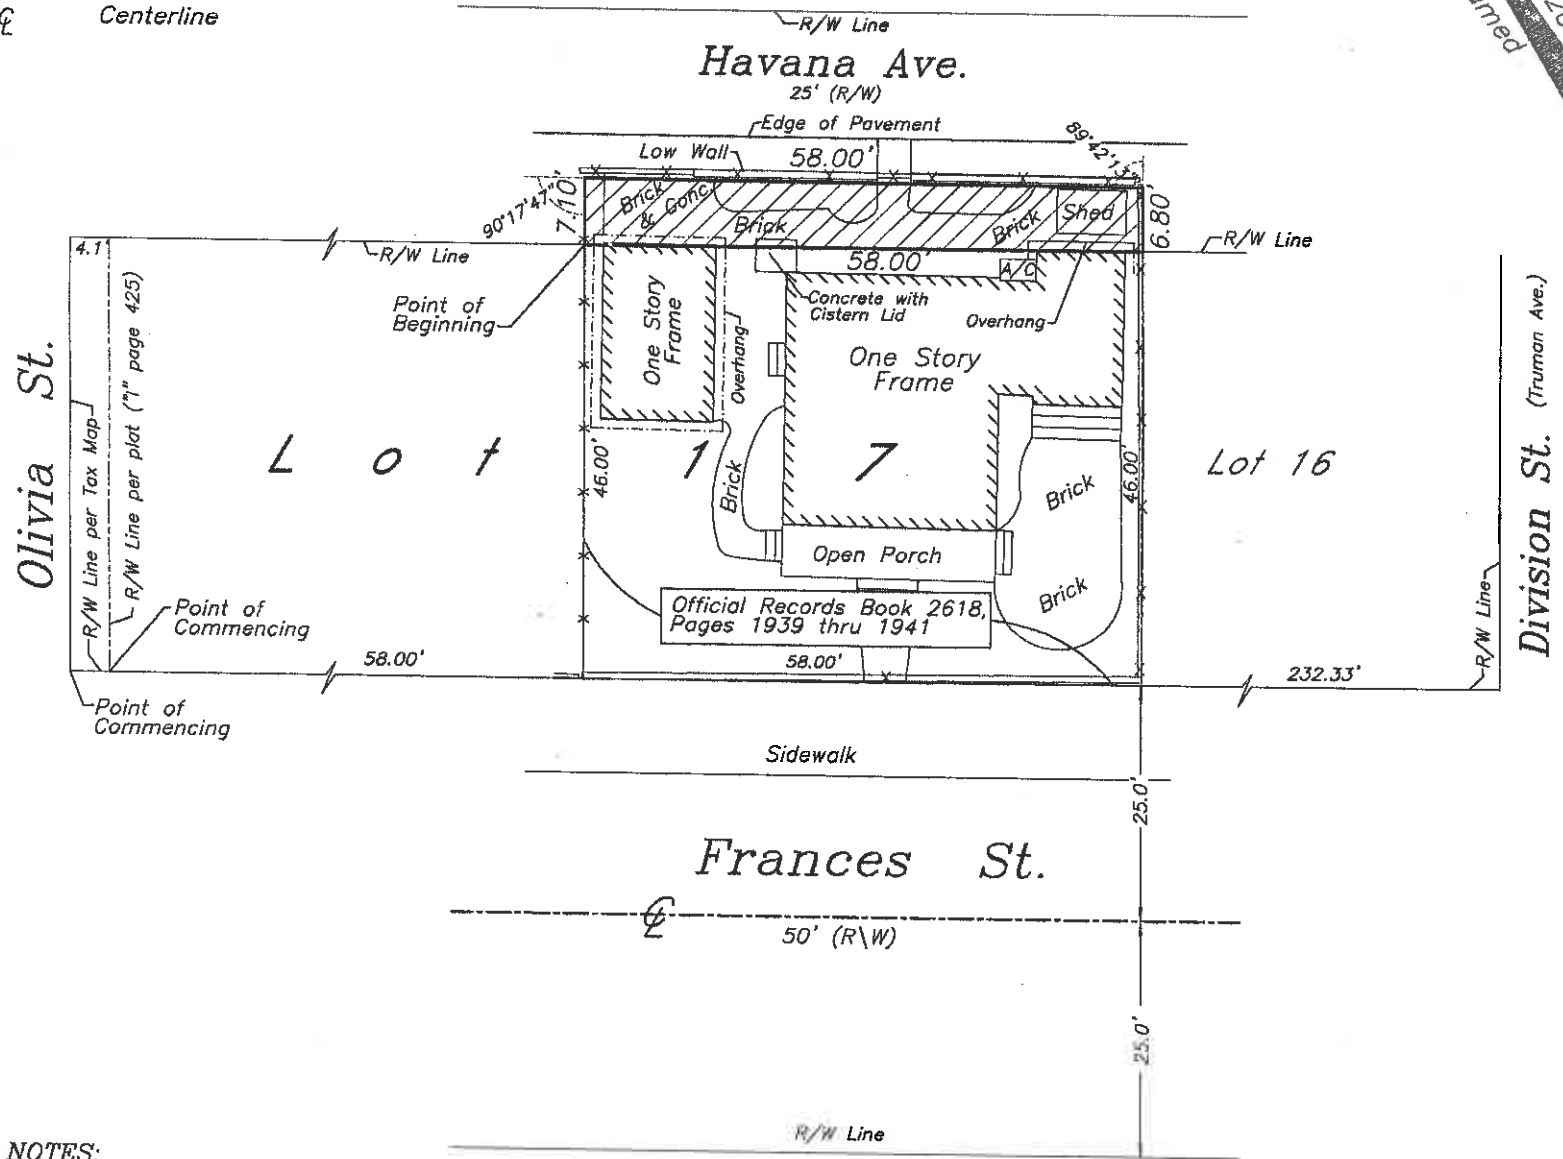 ℄ Centerline
R/W Line
20
amed
Havana Ave.
25' (R/W)
Edge of Pavement
89°42'13"
Low Wall
58.00'
90°17'47"
7.10'
Brick
& Conc.
Brick
Brick
Shed
6.80'
4.1
R/W Line
R/W Line
58.00'
A/C
Point of
Beginning
Concrete with
Cistern Lid
Overhang
One Story
Frame
Overhang
One Story
Frame
Olivia St.
R/W Line per Tax Map
R/W Line per plat ("1" page 425)
Lot 17
46.00'
Brick
Brick
46.00'
Lot 16
Division St. (Truman Ave.)
R/W Line
Open Porch
Brick
Official Records Book 2618,
Pages 1939 thru 1941
Point of
Commencing
58.00'
58.00'
232.33'
Point of
Commencing
Sidewalk
25.0'
Frances St.
℄
50' (R\W)
25.0'
R/W Line
NOTES: